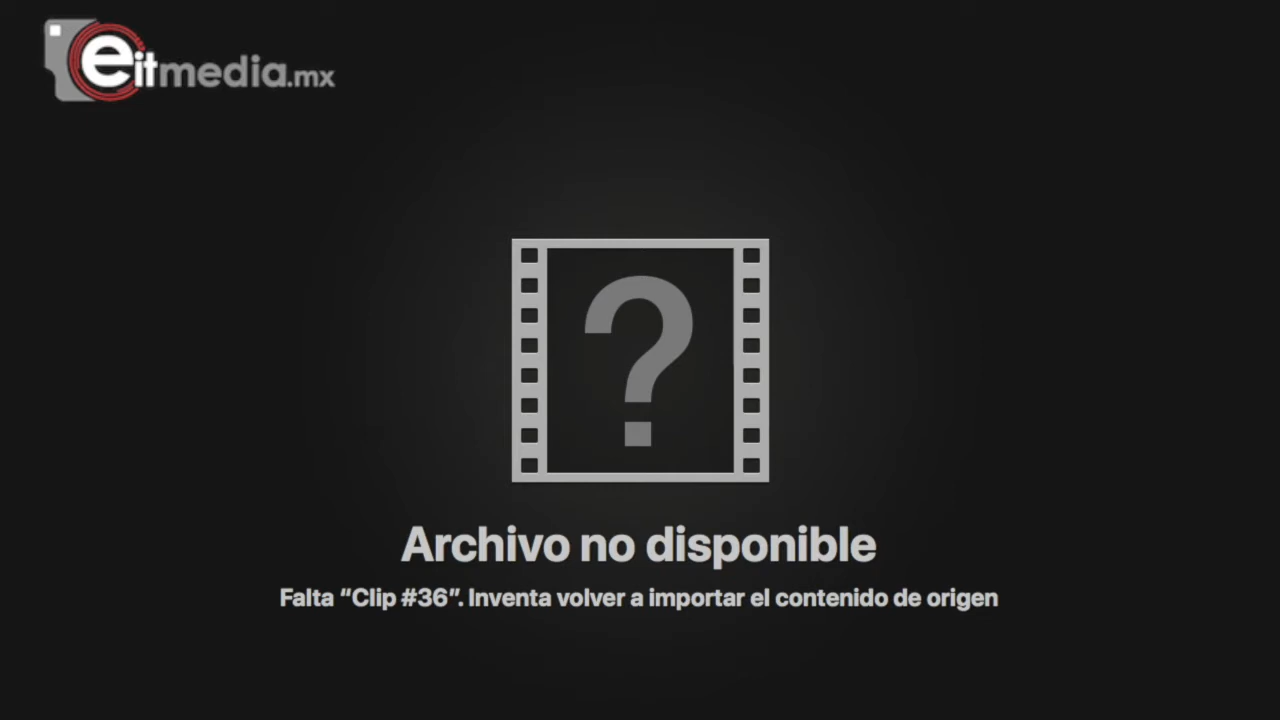 eitmedia.mx
?
Archivo no disponible
Falta “Clip #36”. Inventa volver a importar el contenido de origen